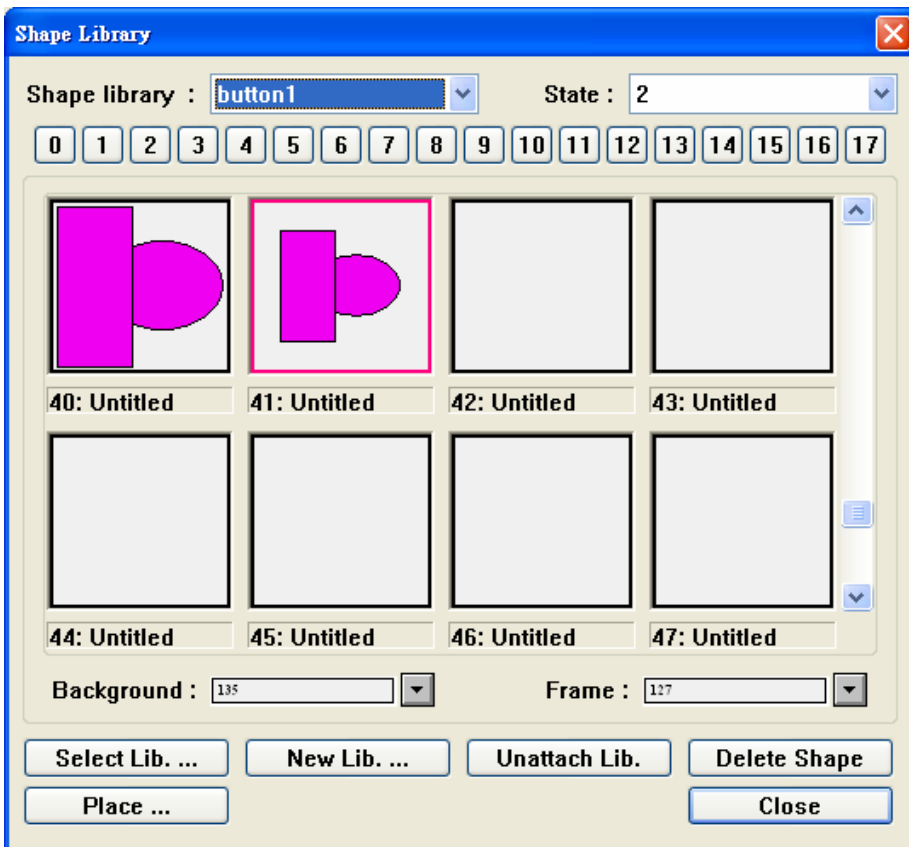 Shape Library
Shape library : button1 State : 2
0 1 2 3 4 5 6 7 8 9 10 11 12 13 14 15 16 17
40: Untitled 41: Untitled 42: Untitled 43: Untitled
44: Untitled 45: Untitled 46: Untitled 47: Untitled
Background : 135 Frame : 127
Select Lib. ... New Lib. ... Unattach Lib. Delete Shape
Place ... Close